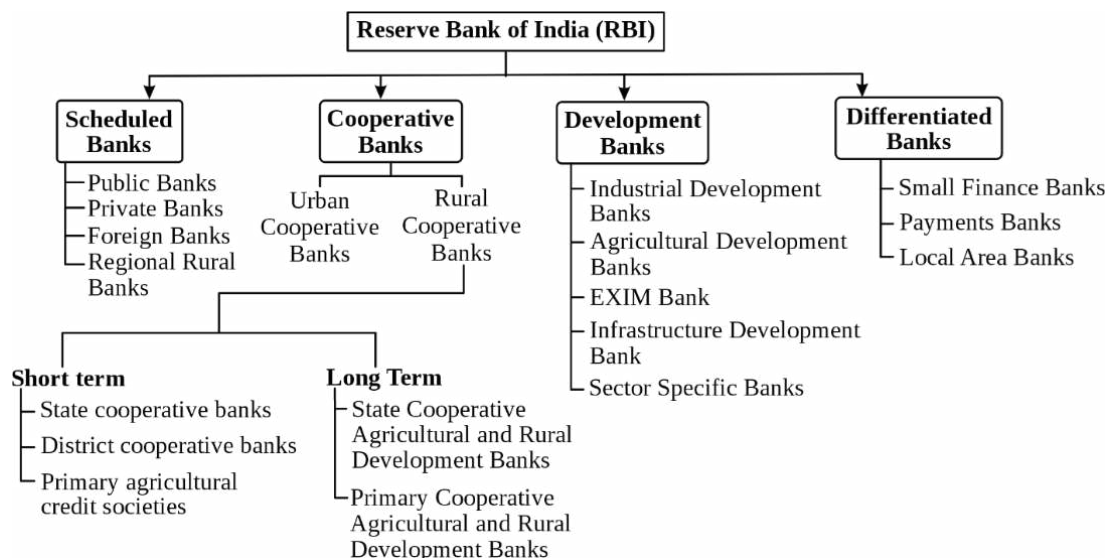 Reserve Bank of India (RBI)
Scheduled
Banks
Public Banks
Private Banks
Foreign Banks
Regional Rural
Banks
Cooperative
Banks
Urban
Cooperative
Banks
Rural
Cooperative
Banks
Short term
State cooperative banks
District cooperative banks
Primary agricultural
credit societies
Long Term
State Cooperative
Agricultural and Rural
Development Banks
Primary Cooperative
Agricultural and Rural
Development Banks
Development
Banks
Industrial Development
Banks
Agricultural Development
Banks
EXIM Bank
Infrastructure Development
Bank
Sector Specific Banks
Differentiated
Banks
Small Finance Banks
Payments Banks
Local Area Banks